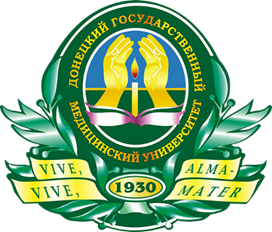 ДОНЕЦКИЙ ГОСУДАРСТВЕННЫЙ
МЕДИЦИНСКИЙ УНИВЕРСИТЕТ
VIVE,
VIVE,
1930
ALMA-
MATER